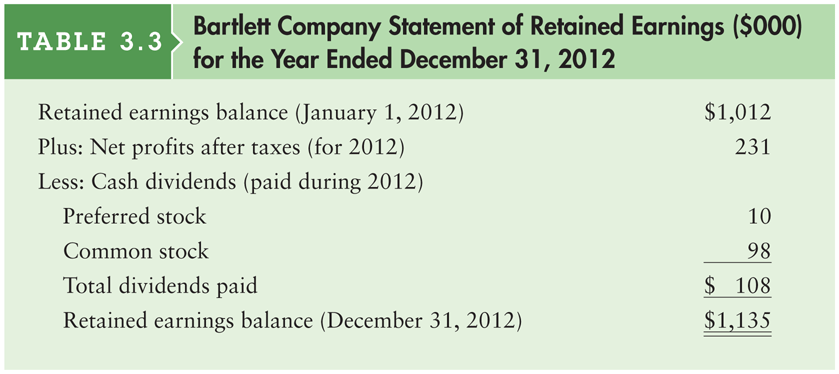 TABLE 3.3
Bartlett Company Statement of Retained Earnings ($000)
for the Year Ended December 31, 2012
Retained earnings balance (January 1, 2012) $1,012
Plus: Net profits after taxes (for 2012) 231
Less: Cash dividends (paid during 2012)
Preferred stock 10
Common stock 98
Total dividends paid $ 108
Retained earnings balance (December 31, 2012) $1,135